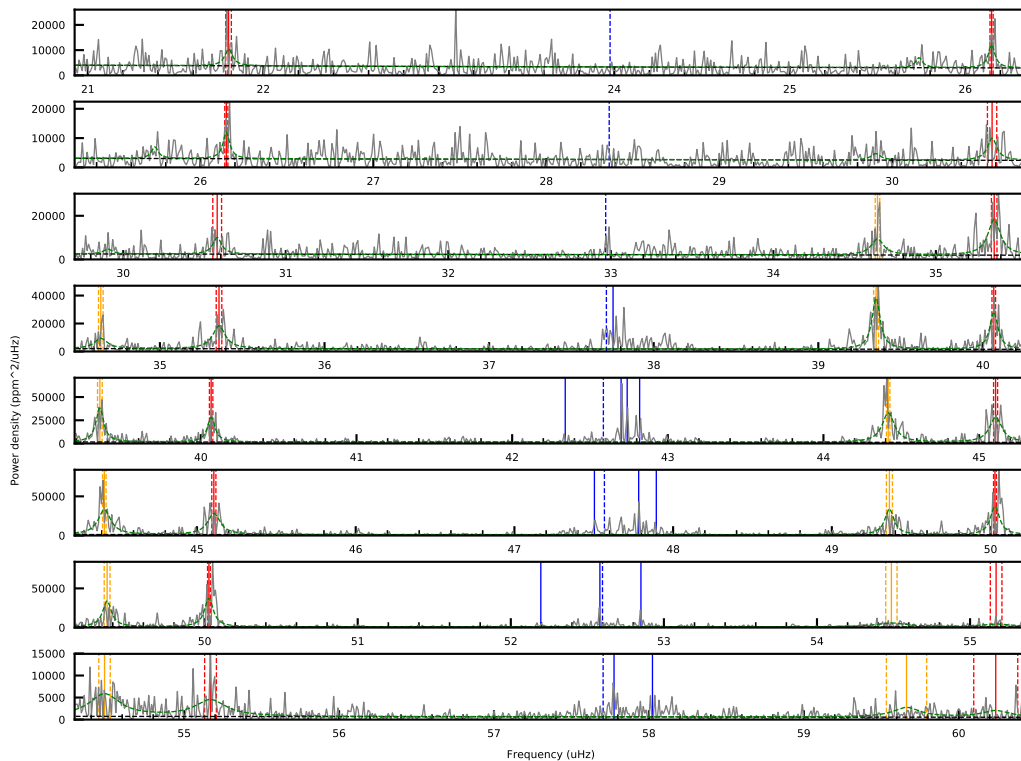 20000
10000
0
21 22 23 24 25 26
20000
10000
0
26 27 28 29 30
20000
0
30 31 32 33 34 35
40000
20000
0
35 36 37 38 39 40
50000
25000
0
40 41 42 43 44 45
50000
0
45 46 47 48 49 50
50000
0
50 51 52 53 54 55
15000
10000
5000
0
55 56 57 58 59 60
Power density (ppm^2/uHz)
Frequency (uHz)